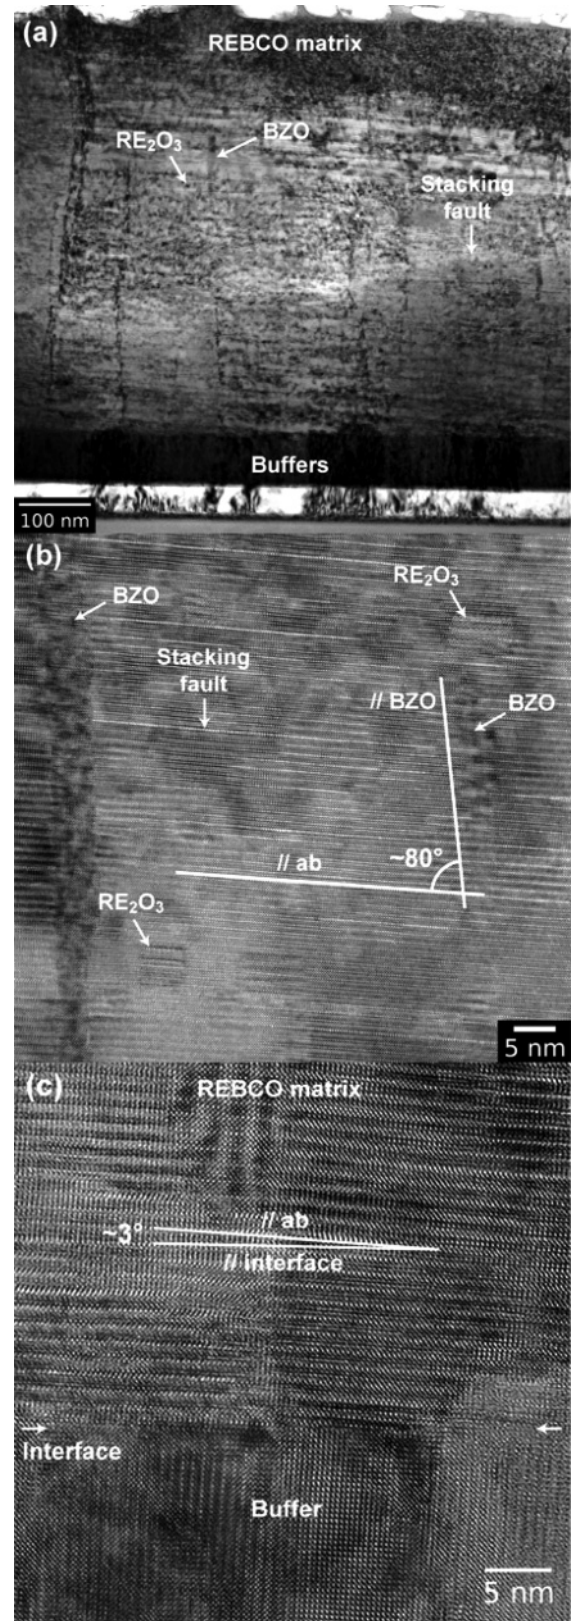 (a)
REBCO matrix
BZO
RE₂O₃
Stacking
fault
Buffers
100 nm
(b)
RE₂O₃
BZO
Stacking
fault
// BZO
BZO
~80°
// ab
RE₂O₃
5 nm
(c)
REBCO matrix
// ab
~3°
// interface
Interface
Buffer
5 nm